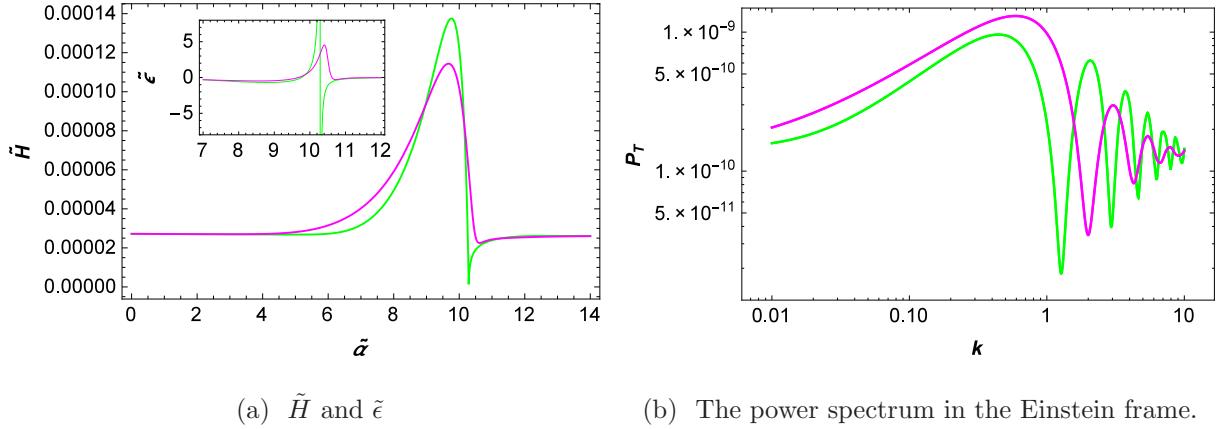 0.00014
0.00012
0.00010
0.00008
0.00006
0.00004
0.00002
0.00000
H̃
0 2 4 6 8 10 12 14
α̃
5
0
−5
ϵ̃
7 8 9 10 11 12
1. × 10⁻⁹
5. × 10⁻¹⁰
1. × 10⁻¹⁰
5. × 10⁻¹¹
P_T
0.01 0.10 1 10
k
(a) H̃ and ϵ̃
(b) The power spectrum in the Einstein frame.